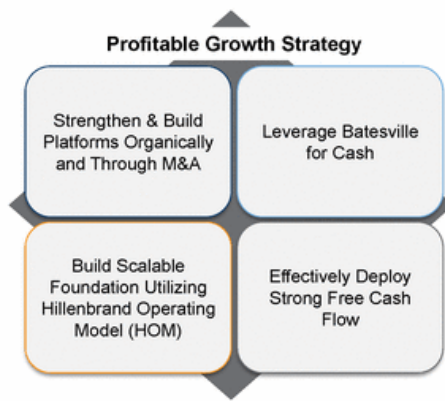 Profitable Growth Strategy
Strengthen & Build
Platforms Organically
and Through M&A
Leverage Batesville
for Cash
Build Scalable
Foundation Utilizing
Hillenbrand Operating
Model (HOM)
Effectively Deploy
Strong Free Cash
Flow